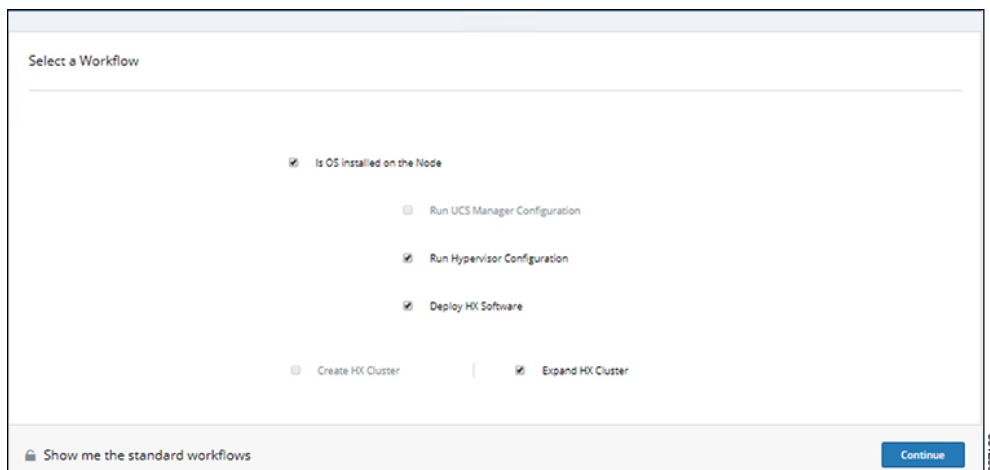 Select a Workflow
Is OS installed on the Node
Run UCS Manager Configuration
Run Hypervisor Configuration
Deploy HX Software
Create HX Cluster
Expand HX Cluster
Show me the standard workflows
Continue